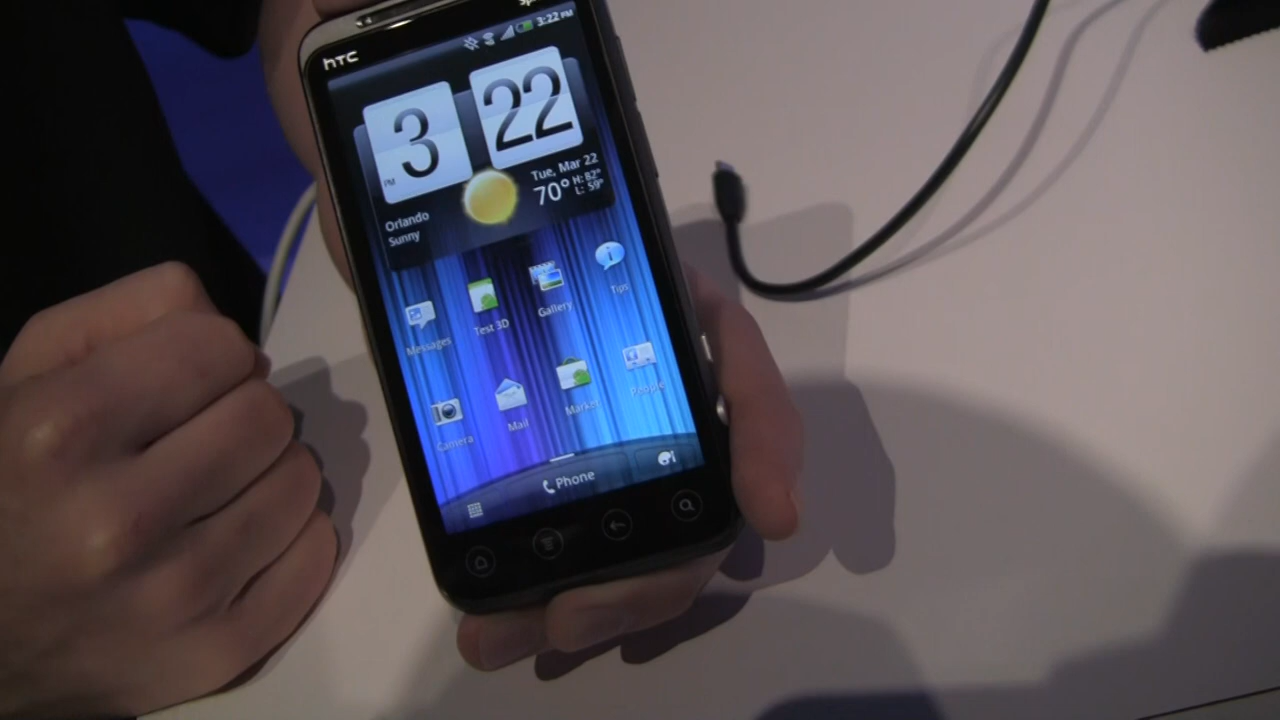 hTC
3:22 PM
3 22
PM
Tue, Mar 22
70° H: 82°
L: 59°
Orlando
Sunny
Messages
Test 3D
Gallery
Tips
Camera
Mail
Market
People
Phone